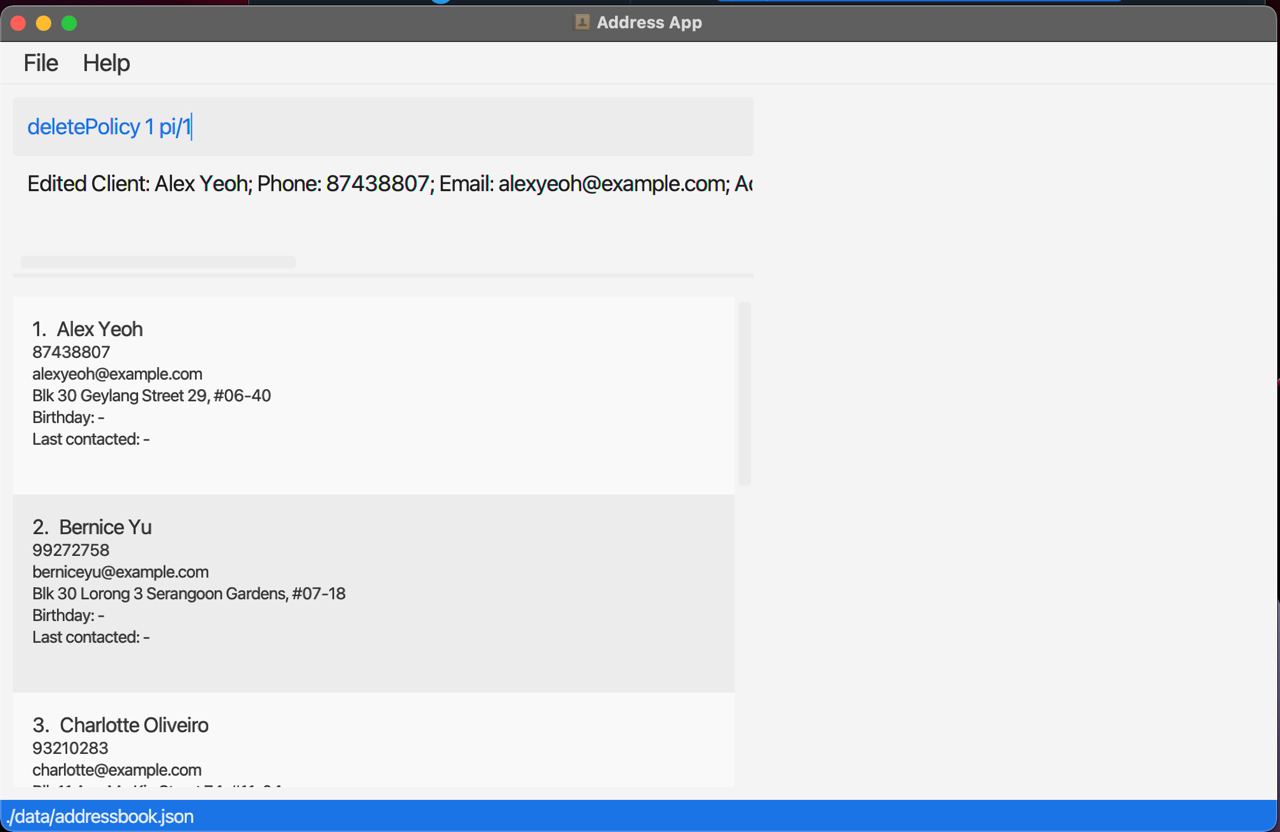 Address App
File Help
deletePolicy 1 pi/1
Edited Client: Alex Yeoh; Phone: 87438807; Email: alexyeoh@example.com;
1. Alex Yeoh
87438807
alexyeoh@example.com
Blk 30 Geylang Street 29, #06-40
Birthday: -
Last contacted: -
2. Bernice Yu
99272758
berniceyu@example.com
Blk 30 Lorong 3 Serangoon Gardens, #07-18
Birthday: -
Last contacted: -
3. Charlotte Oliveiro
93210283
charlotte@example.com
./data/addressbook.json